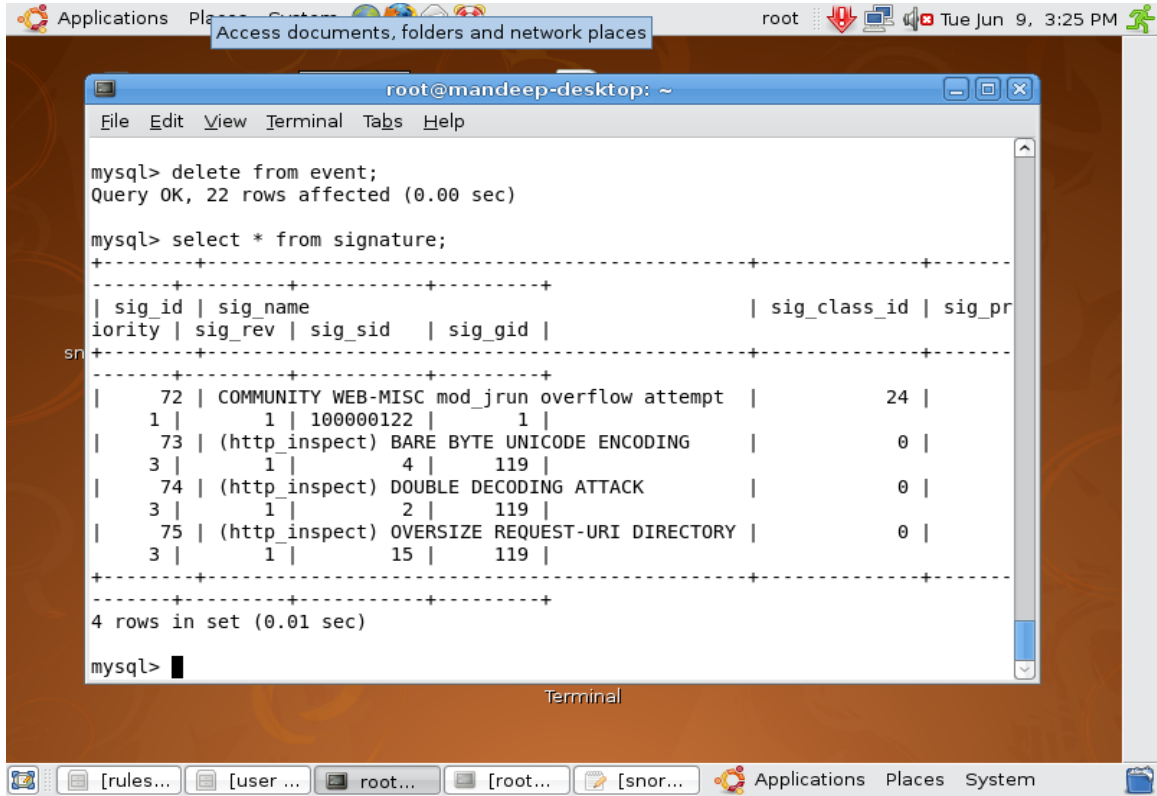 Applications Places System root Tue Jun 9, 3:25 PM
Access documents, folders and network places
root@mandeep-desktop: ~
File Edit View Terminal Tabs Help
mysql> delete from event;
Query OK, 22 rows affected (0.00 sec)
mysql> select * from signature;
+--------+------------------------------------------------+--------------+-------
-------+---------+-----------+---------+
| sig_id | sig_name | sig_class_id | sig_pr
iority | sig_rev | sig_sid | sig_gid |
sn
+--------+------------------------------------------------+--------------+-------
-------+---------+-----------+---------+
| 72 | COMMUNITY WEB-MISC mod_jrun overflow attempt | 24 |
1 | 1 | 100000122 | 1 |
| 73 | (http_inspect) BARE BYTE UNICODE ENCODING | 0 |
3 | 1 | 4 | 119 |
| 74 | (http_inspect) DOUBLE DECODING ATTACK | 0 |
3 | 1 | 2 | 119 |
| 75 | (http_inspect) OVERSIZE REQUEST-URI DIRECTORY | 0 |
3 | 1 | 15 | 119 |
+--------+------------------------------------------------+--------------+-------
-------+---------+-----------+---------+
4 rows in set (0.01 sec)
mysql>
Terminal
[rules... [user ... root... [root... [snor... Applications Places System